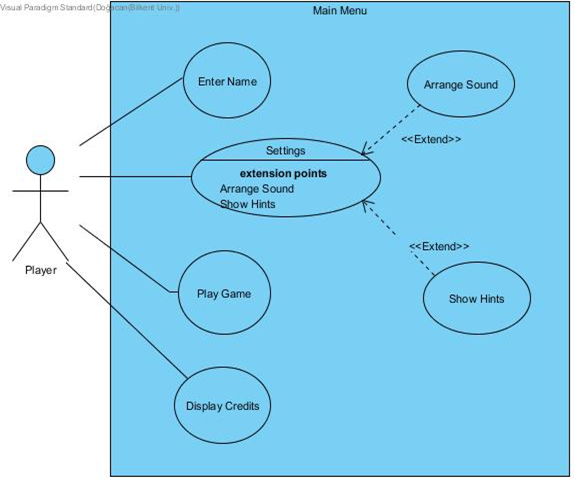 Visual Paradigm Standard(Doğacan(Bilkent Univ.))
Main Menu
Enter Name
Arrange Sound
<<Extend>>
Settings
extension points
Arrange Sound
Show Hints
<<Extend>>
Player
Play Game
Show Hints
Display Credits